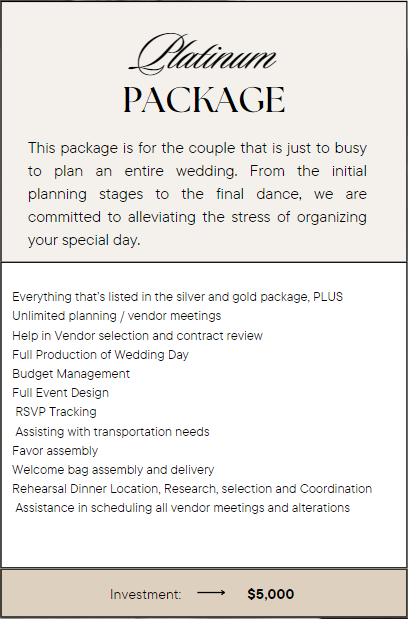 Platinum
PACKAGE
This package is for the couple that is just to busy
to plan an entire wedding. From the initial
planning stages to the final dance, we are
committed to alleviating the stress of organizing
your special day.
Everything that's listed in the silver and gold package, PLUS
Unlimited planning / vendor meetings
Help in Vendor selection and contract review
Full Production of Wedding Day
Budget Management
Full Event Design
RSVP Tracking
Assisting with transportation needs
Favor assembly
Welcome bag assembly and delivery
Rehearsal Dinner Location, Research, selection and Coordination
Assistance in scheduling all vendor meetings and alterations
Investment: ⟶ $5,000